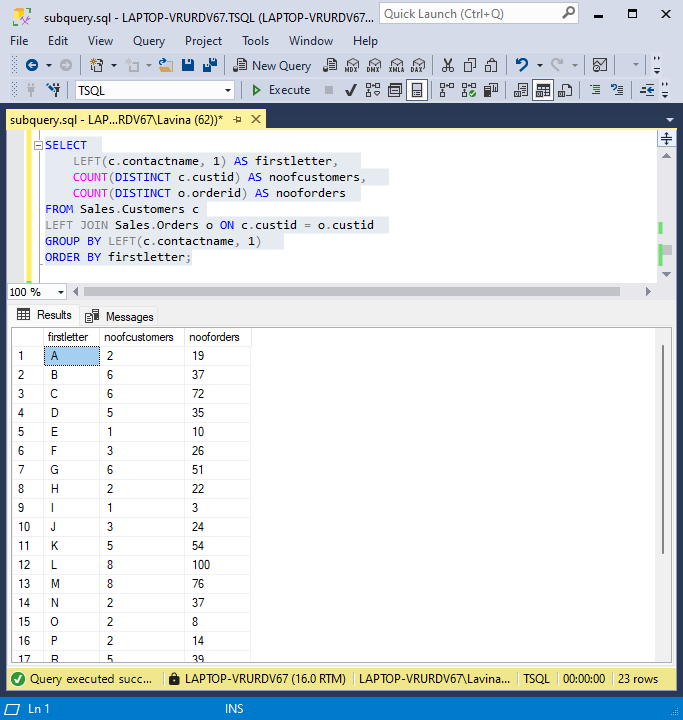 subquery.sql - LAPTOP-VRURDV67.TSQL (LAPTOP-VRURDV67...
Quick Launch (Ctrl+Q)
File Edit View Query Project Tools Window Help
New Query MDX DMX XMLA DAX
TSQL Execute
subquery.sql - LAP...RDV67\Lavina (62))*
SELECT
LEFT(c.contactname, 1) AS firstletter,
COUNT(DISTINCT c.custid) AS noofcustomers,
COUNT(DISTINCT o.orderid) AS nooforders
FROM Sales.Customers c
LEFT JOIN Sales.Orders o ON c.custid = o.custid
GROUP BY LEFT(c.contactname, 1)
ORDER BY firstletter;
100 %
Results Messages
firstletter noofcustomers nooforders
1 A 2 19
2 B 6 37
3 C 6 72
4 D 5 35
5 E 1 10
6 F 3 26
7 G 6 51
8 H 2 22
9 I 1 3
10 J 3 24
11 K 5 54
12 L 8 100
13 M 8 76
14 N 2 37
15 O 2 8
16 P 2 14
17 R 5 39
Query executed succ... LAPTOP-VRURDV67 (16.0 RTM) LAPTOP-VRURDV67\Lavina... TSQL 00:00:00 23 rows
Ln 1 INS